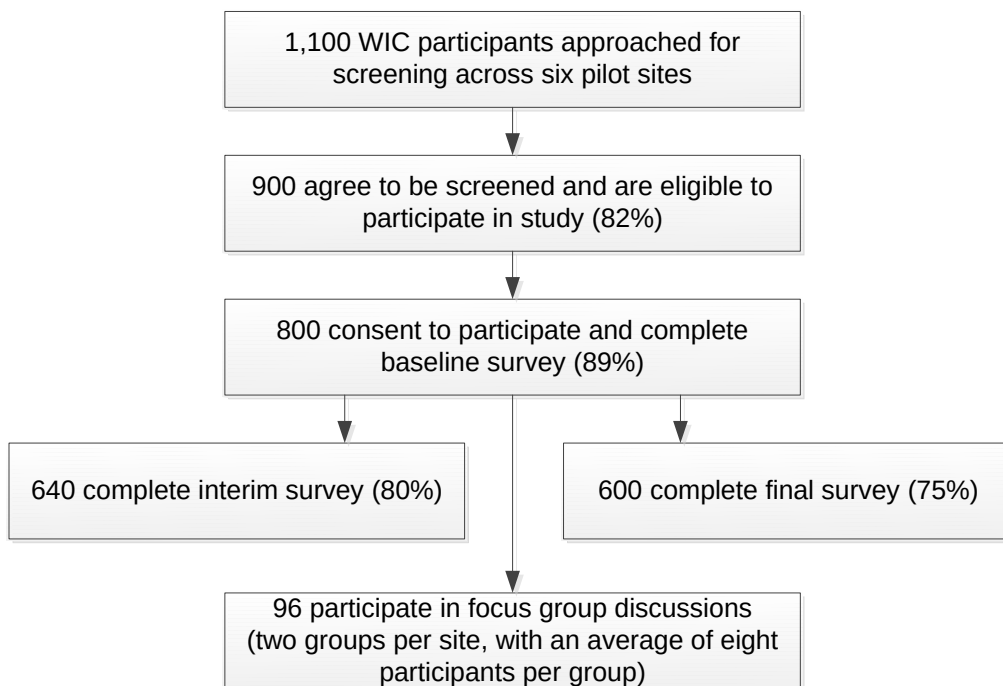 1,100 WIC participants approached for
screening across six pilot sites
900 agree to be screened and are eligible to
participate in study (82%)
800 consent to participate and complete
baseline survey (89%)
640 complete interim survey (80%)
600 complete final survey (75%)
96 participate in focus group discussions
(two groups per site, with an average of eight
participants per group)